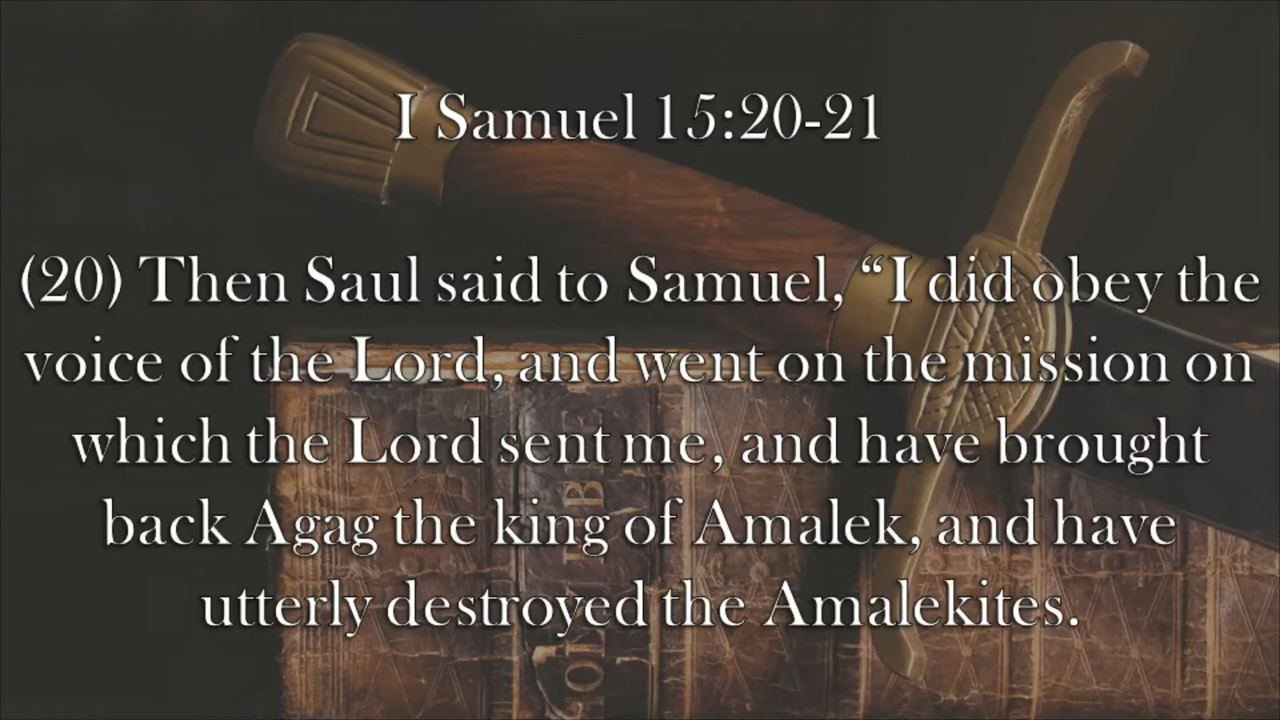 I Samuel 15:20-21
(20) Then Saul said to Samuel, “I did obey the
voice of the Lord, and went on the mission on
which the Lord sent me, and have brought
back Agag the king of Amalek, and have
utterly destroyed the Amalekites.